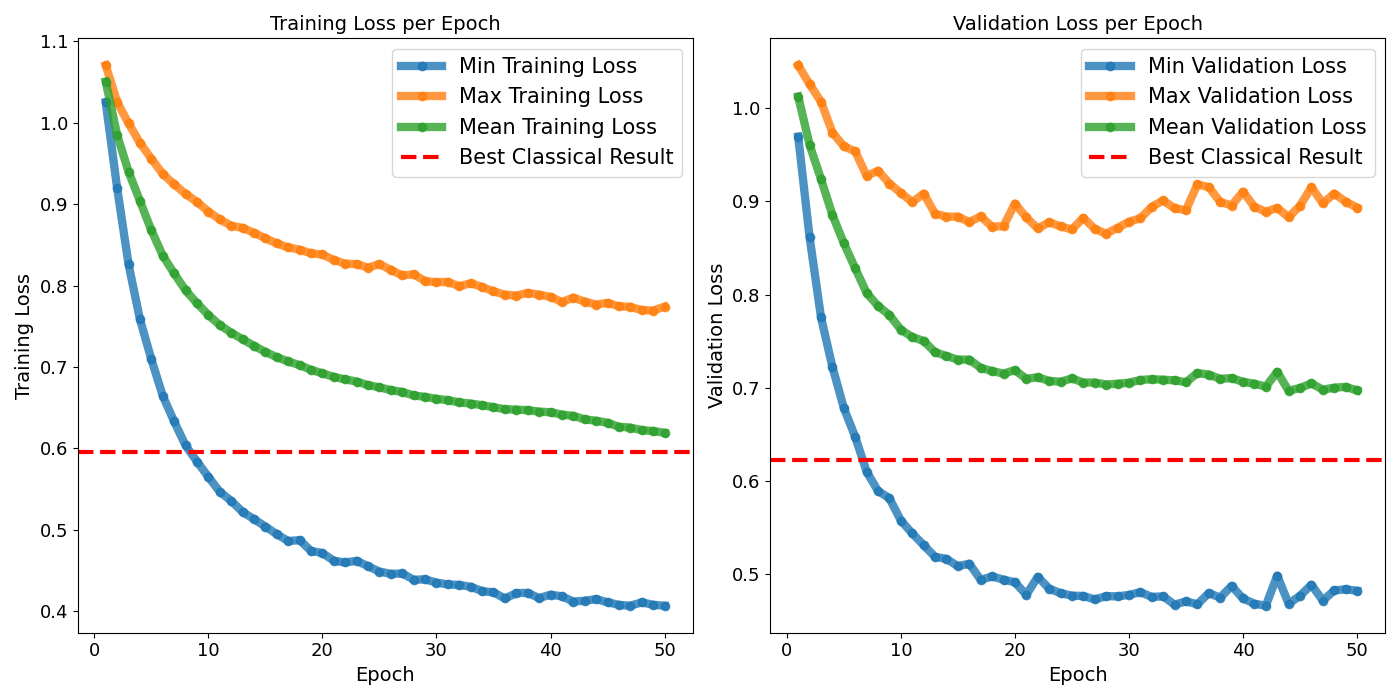 Training Loss per Epoch
Training Loss
1.1
1.0
0.9
0.8
0.7
0.6
0.5
0.4
0
10
20
30
40
50
Epoch
Min Training Loss
Max Training Loss
Mean Training Loss
Best Classical Result
Validation Loss per Epoch
Validation Loss
1.0
0.9
0.8
0.7
0.6
0.5
0
10
20
30
40
50
Epoch
Min Validation Loss
Max Validation Loss
Mean Validation Loss
Best Classical Result